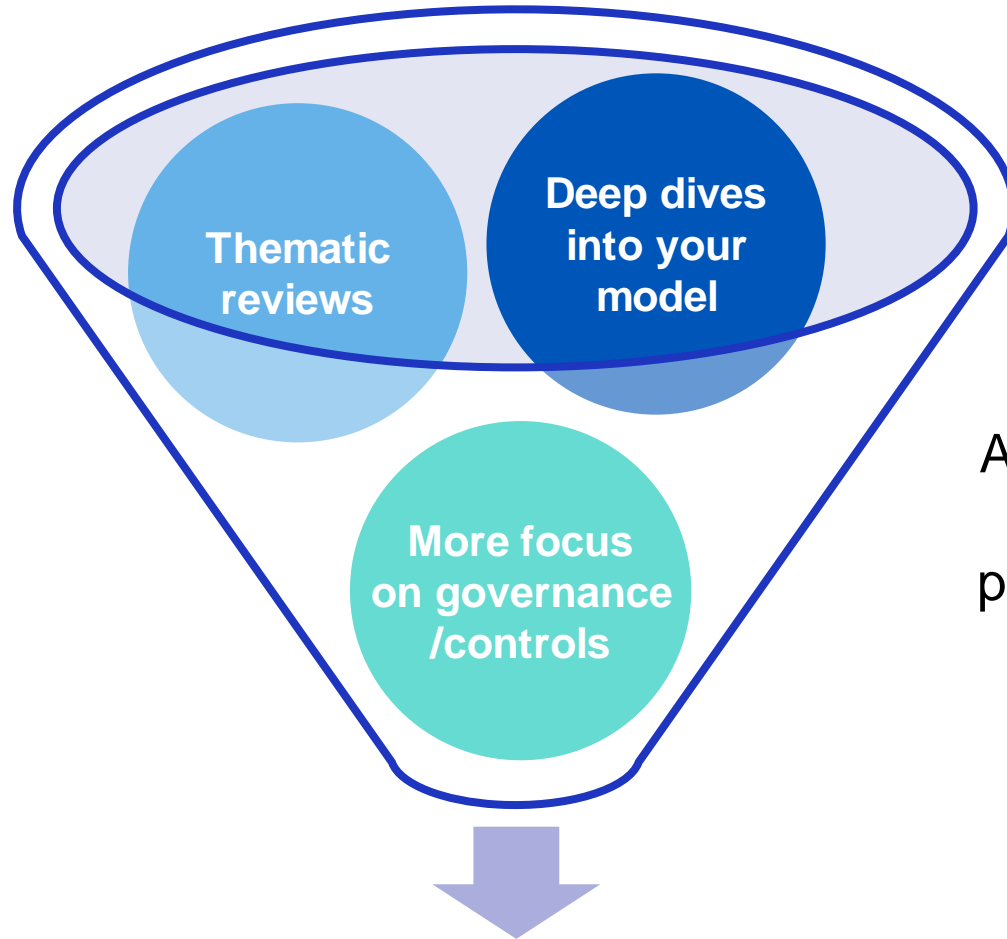 Thematic
reviews
Deep dives
into your
model
More focus
on governance
/controls
A
p